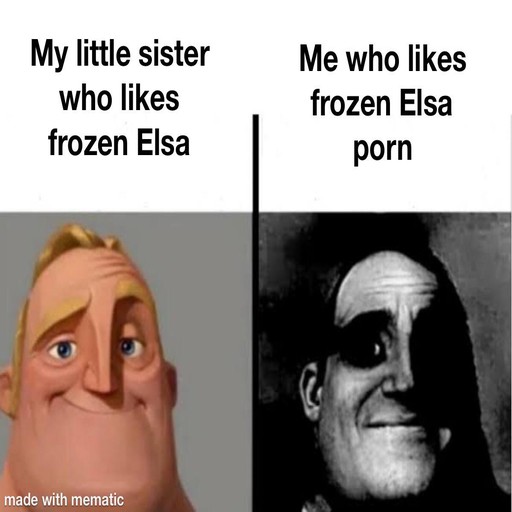 My little sister
who likes
frozen Elsa
Me who likes
frozen Elsa
porn
made with mematic